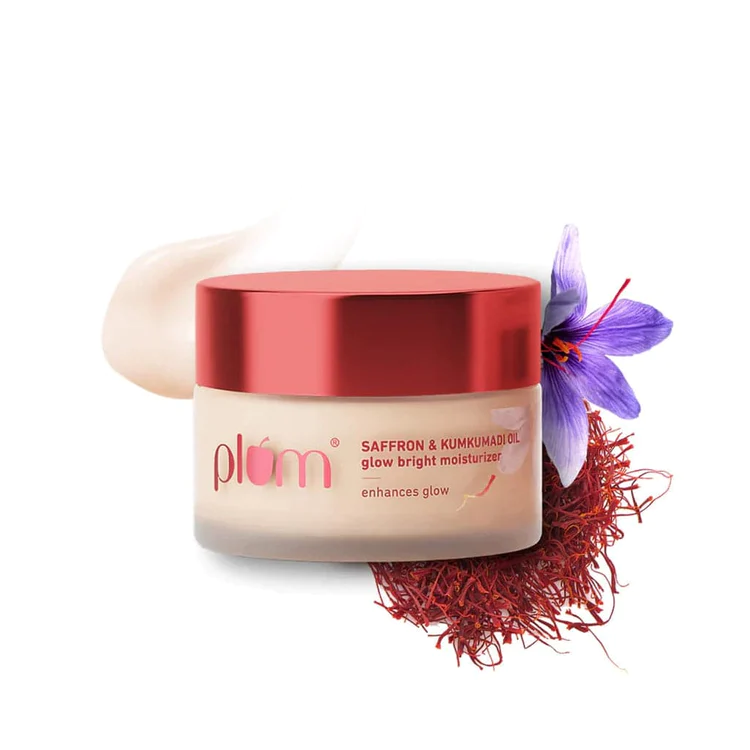 plum®
SAFFRON & KUMKUMADI OIL
glow bright moisturizer
enhances glow